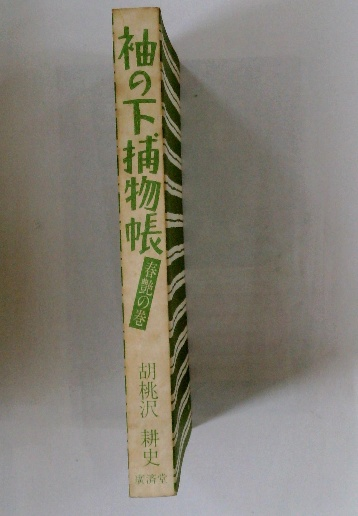 袖の下捕物帳
春艶の巻
胡桃沢 耕史
廣済堂